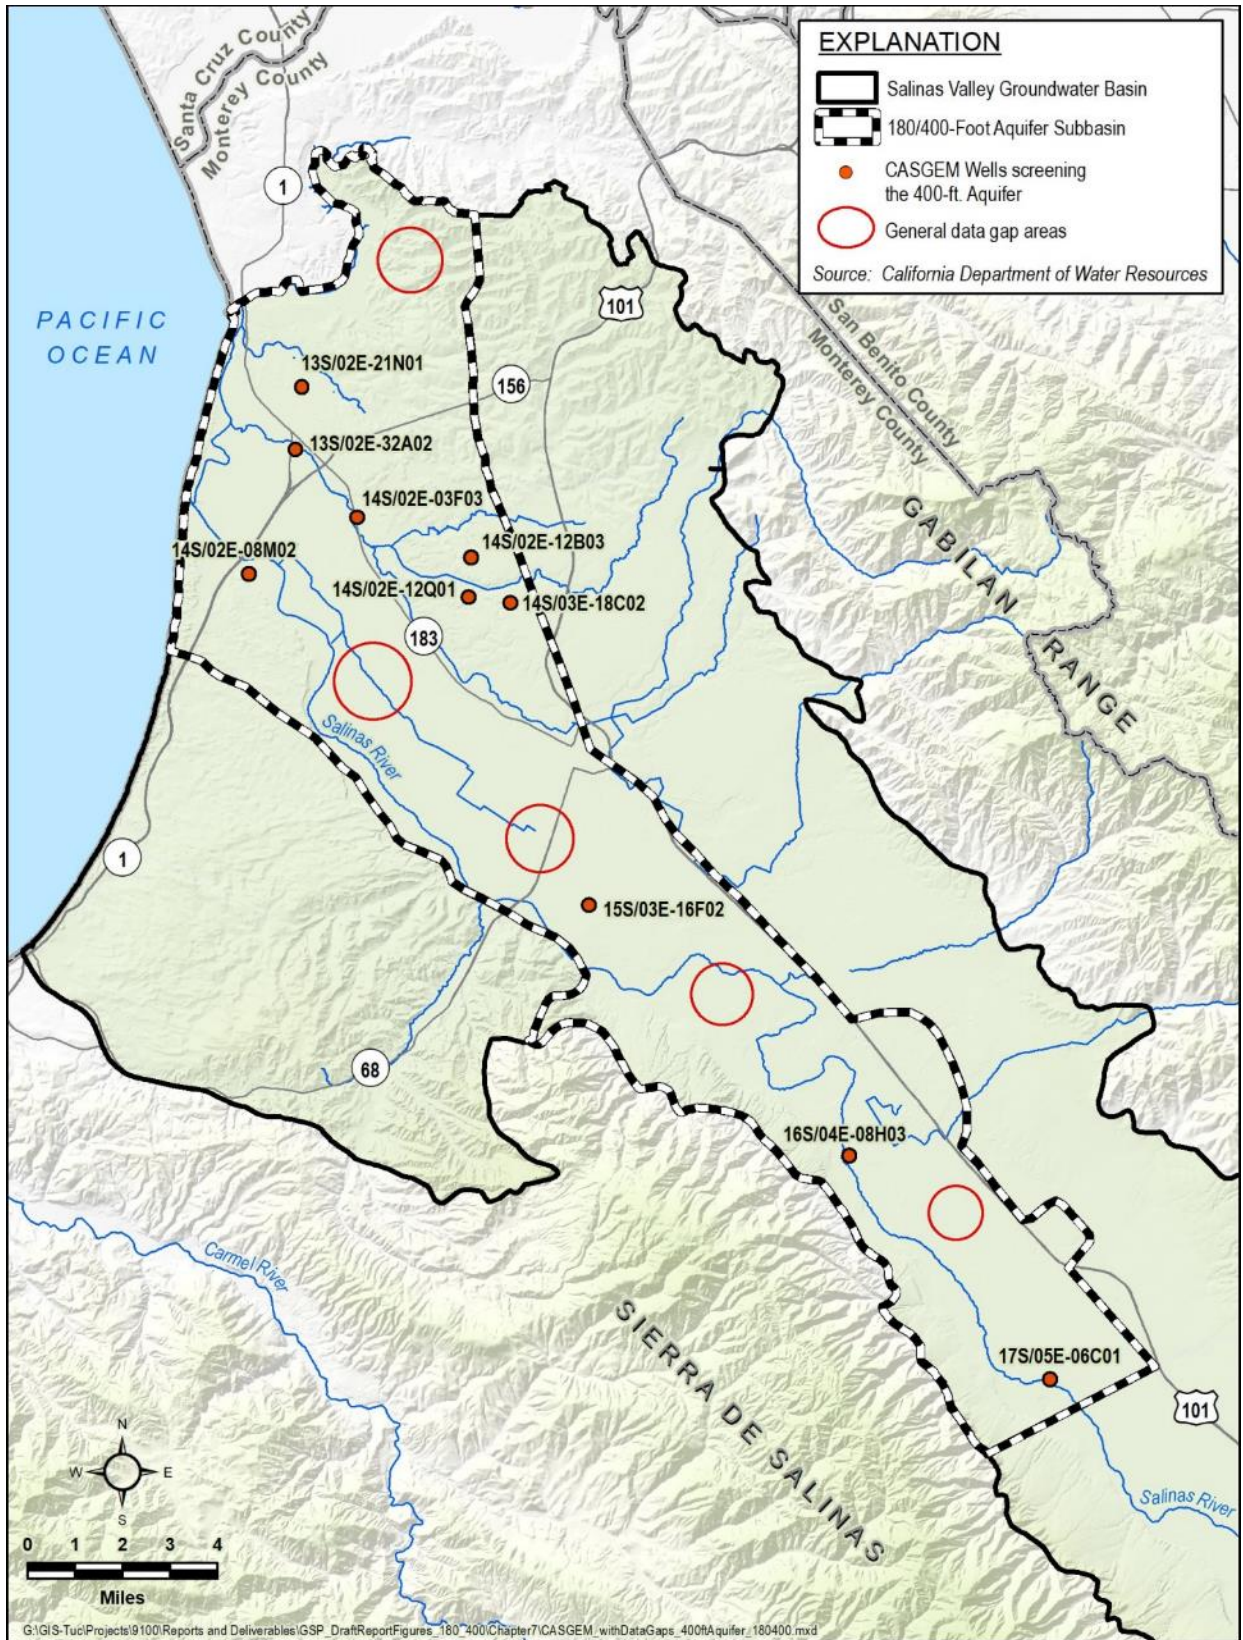 EXPLANATION
Salinas Valley Groundwater Basin
180/400-Foot Aquifer Subbasin
CASGEM Wells screening
the 400-ft. Aquifer
General data gap areas
Source: California Department of Water Resources
Santa Cruz County
Monterey County
1
101
PACIFIC
OCEAN
San Benito County
Monterey County
13S/02E-21N01
156
13S/02E-32A02
14S/02E-03F03
GABILAN
RANGE
14S/02E-12B03
14S/02E-08M02
14S/02E-12Q01
14S/03E-18C02
183
Salinas River
1
15S/03E-16F02
68
16S/04E-08H03
Carmel River
SIERRA DE SALINAS
17S/05E-06C01
101
Salinas River
N
W
E
S
0 1 2 3 4
Miles
G:\GIS-Tuc\Projects\9100\Reports and Deliverables\GSP_DraftReportFigures_180_400\Chapter7\CASGEM_withDataGaps_400ftAquifer_180400.mxd